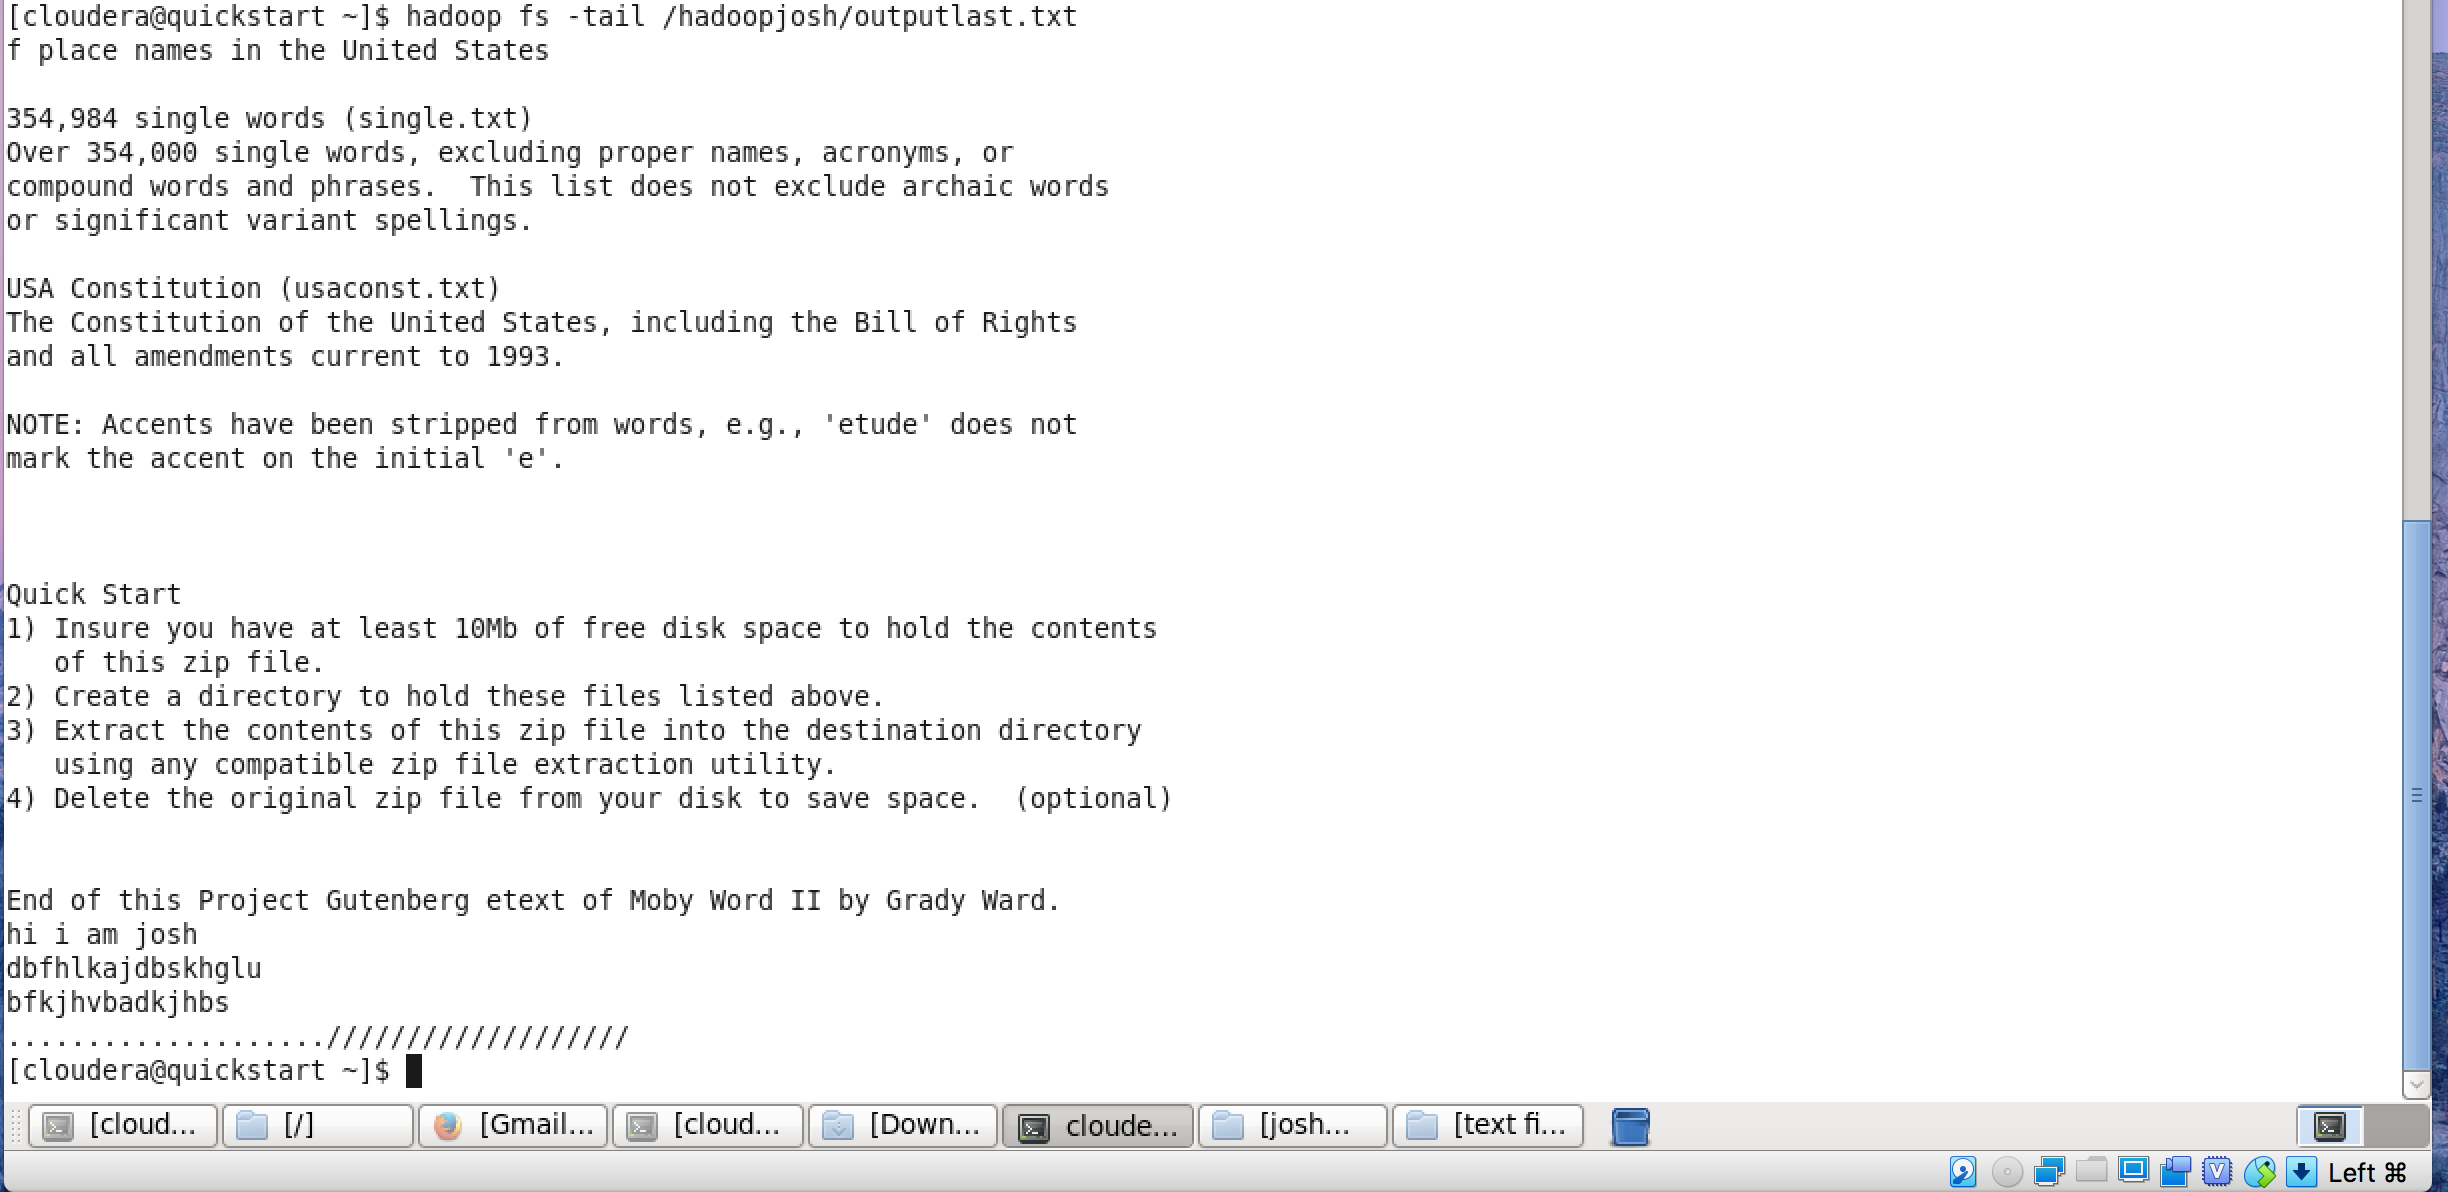 [cloudera@quickstart ~]$ hadoop fs -tail /hadoopjosh/outputlast.txt
f place names in the United States
354,984 single words (single.txt)
Over 354,000 single words, excluding proper names, acronyms, or
compound words and phrases.  This list does not exclude archaic words
or significant variant spellings.
USA Constitution (usaconst.txt)
The Constitution of the United States, including the Bill of Rights
and all amendments current to 1993.
NOTE: Accents have been stripped from words, e.g., 'etude' does not
mark the accent on the initial 'e'.
Quick Start
1) Insure you have at least 10Mb of free disk space to hold the contents
   of this zip file.
2) Create a directory to hold these files listed above.
3) Extract the contents of this zip file into the destination directory
   using any compatible zip file extraction utility.
4) Delete the original zip file from your disk to save space.  (optional)
End of this Project Gutenberg etext of Moby Word II by Grady Ward.
hi i am josh
dbfhlkajdbskhglu
bfkjhvbadkjhbs
....................///////////////////
[cloudera@quickstart ~]$
[cloud... [/] [Gmail... [cloud... [Down... cloude... [josh... [text fi...
Left ⌘